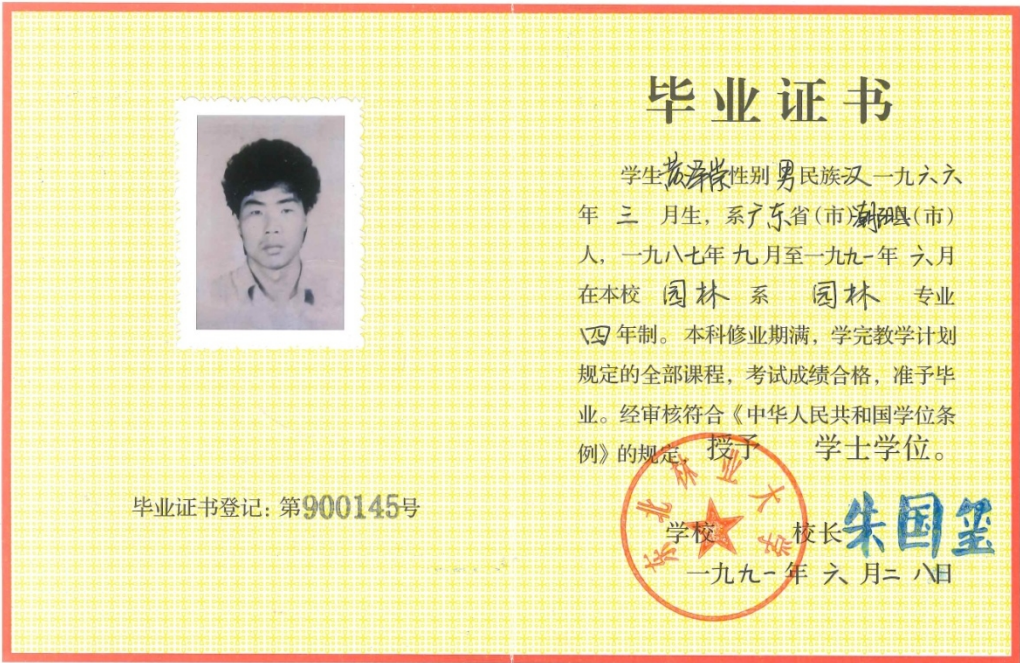 毕业证书
学生黄泽荣性别男民族汉一九六六
年三月生，系广东省(市)潮阳县(市)
人，一九八七年九月至一九九一年六月
在本校园林系园林专业
四年制。本科修业期满，学完教学计划
规定的全部课程，考试成绩合格，准予毕
业。经审核符合《中华人民共和国学位条
例》的规定，授予 学士学位。
东北林业大学
学校 校长朱国玺
一九九一年六月二八日
毕业证书登记：第900145号